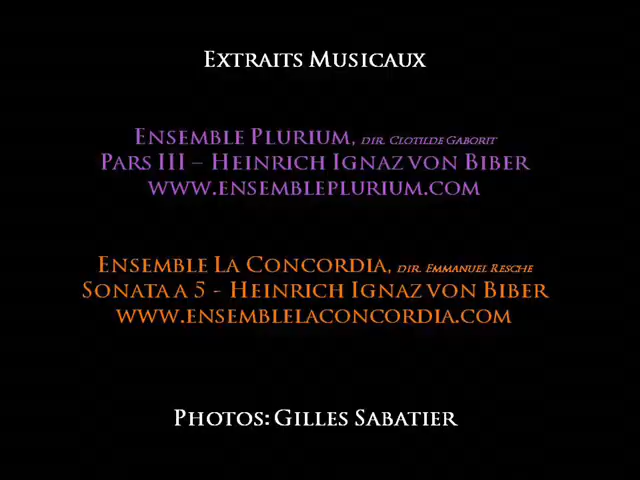 Extraits Musicaux
Ensemble Plurium, dir. Clotilde Gaborit
Pars III – Heinrich Ignaz von Biber
www.ensembleplurium.com
Ensemble La Concordia, dir. Emmanuel Resche
Sonata a 5 - Heinrich Ignaz von Biber
www.ensemblelaconcordia.com
Photos: Gilles Sabatier